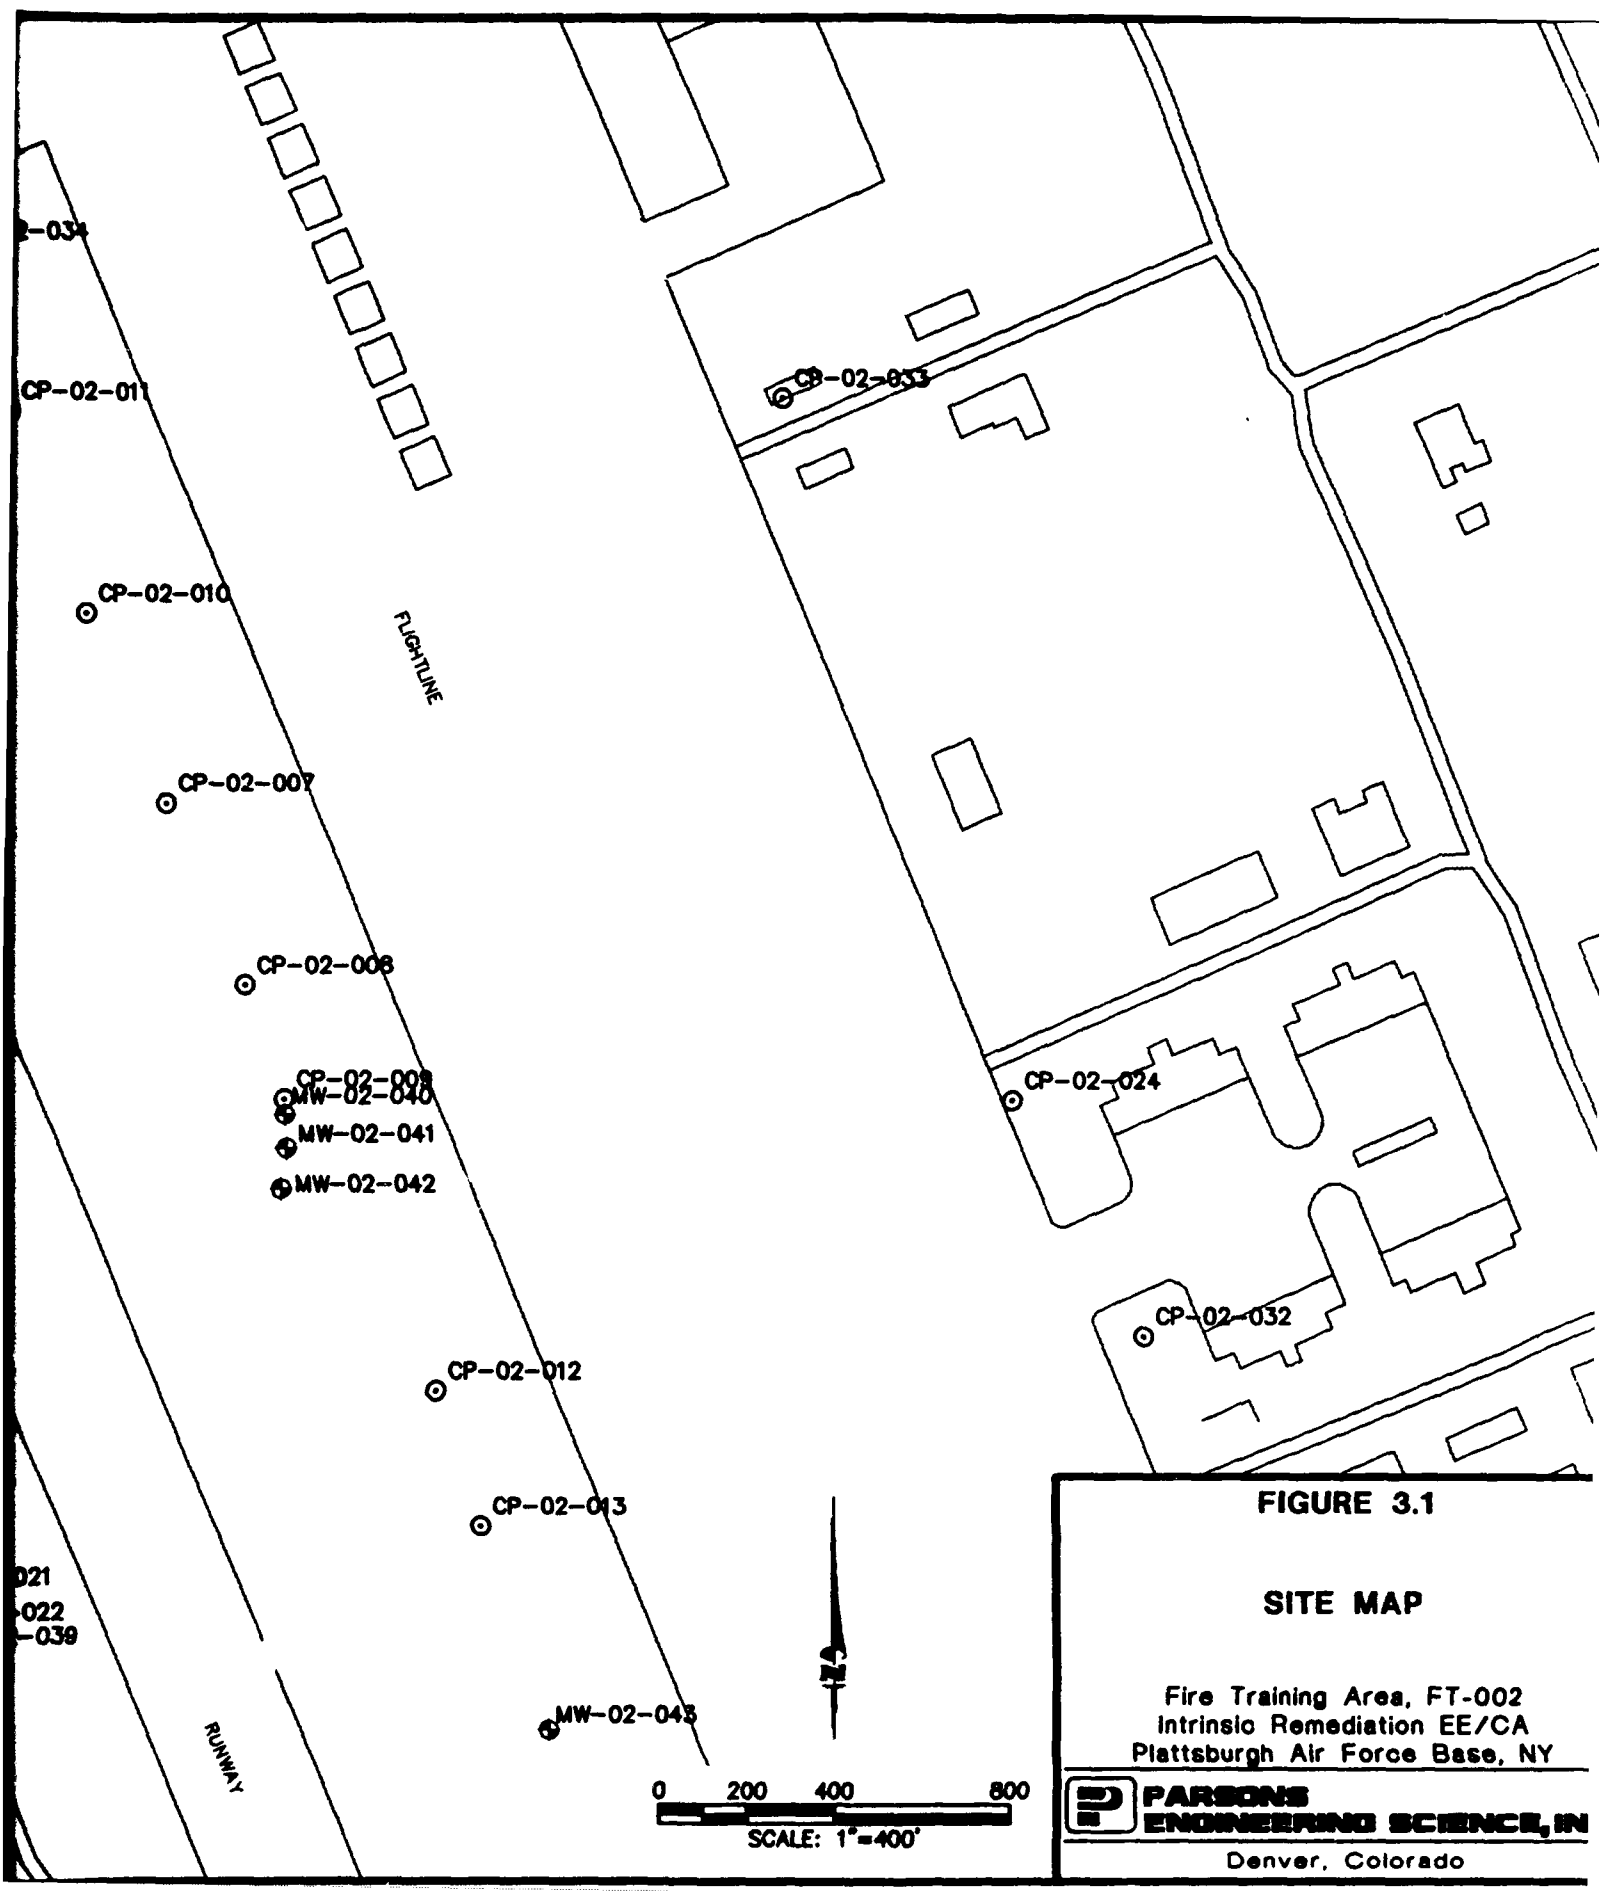 2-034
CP-02-033
CP-02-011
CP-02-010
FLIGHTLINE
CP-02-007
CP-02-008
CP-02-009
MW-02-040
CP-02-024
MW-02-041
MW-02-042
CP-02-032
CP-02-012
CP-02-013
021
-022
-039
RUNWAY
MW-02-043
N
0 200 400 800
SCALE: 1"=400'
FIGURE 3.1
SITE MAP
Fire Training Area, FT-002
Intrinsic Remediation EE/CA
Plattsburgh Air Force Base, NY
PARSONS
ENGINEERING SCIENCE, IN
Denver, Colorado